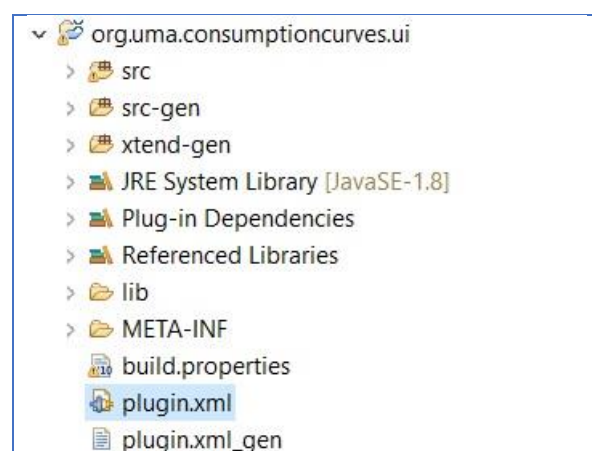 org.uma.consumptioncurves.ui
src
src-gen
xtend-gen
JRE System Library [JavaSE-1.8]
Plug-in Dependencies
Referenced Libraries
lib
META-INF
build.properties
plugin.xml
plugin.xml_gen